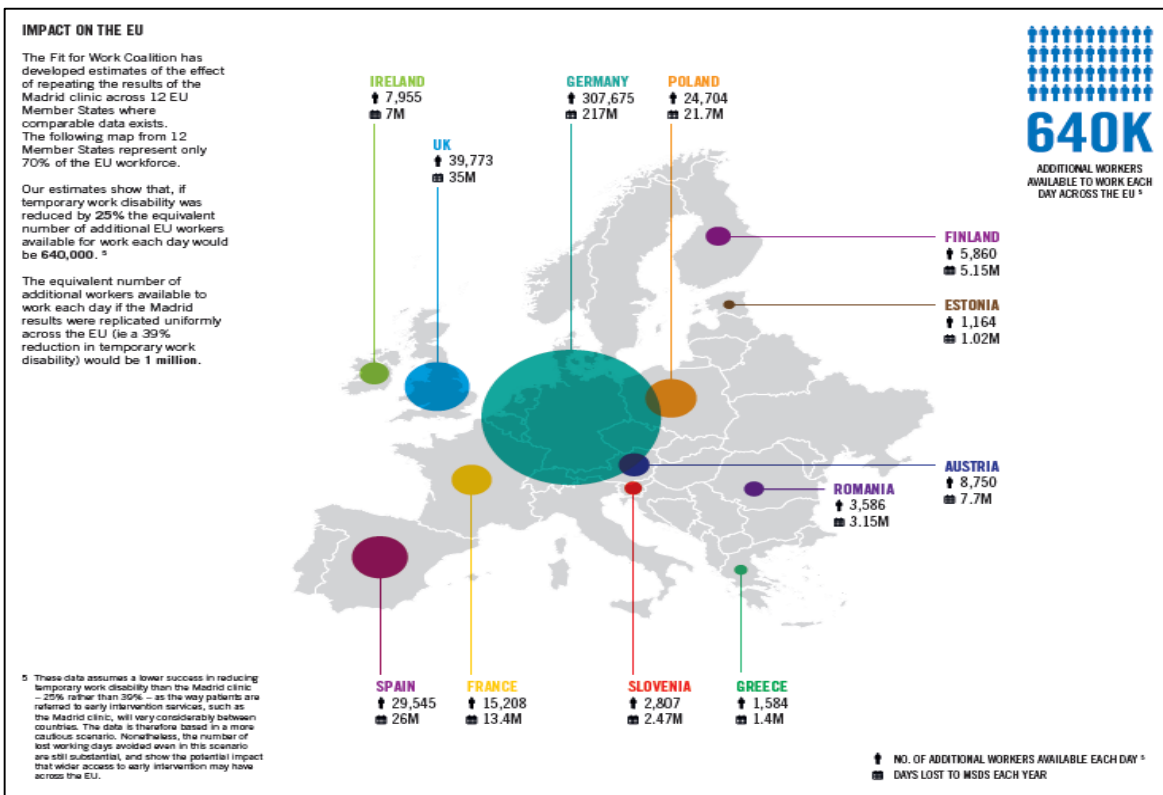 IMPACT ON THE EU
The Fit for Work Coalition has
developed estimates of the effect
of repeating the results of the
Madrid clinic across 12 EU
Member States where
comparable data exists.
The following map from 12
Member States represent only
70% of the EU workforce.
Our estimates show that, if
temporary work disability was
reduced by 25% the equivalent
number of additional EU workers
available for work each day would
be 640,000. 5
The equivalent number of
additional workers available to
work each day if the Madrid
results were replicated uniformly
across the EU (ie a 39%
reduction in temporary work
disability) would be 1 million.
IRELAND
7,955
7M
GERMANY
307,675
217M
POLAND
24,704
21.7M
UK
39,773
35M
640K
ADDITIONAL WORKERS
AVAILABLE TO WORK EACH
DAY ACROSS THE EU 5
FINLAND
5,860
5.15M
ESTONIA
1,164
1.02M
AUSTRIA
8,750
7.7M
ROMANIA
3,586
3.15M
SPAIN
29,545
26M
FRANCE
15,208
13.4M
SLOVENIA
2,807
2.47M
GREECE
1,584
1.4M
5 These data assumes a lower success in reducing
temporary work disability than the Madrid clinic
– 25% rather than 39% – as the way patients are
referred to early intervention services, such as
the Madrid clinic, will vary considerably between
countries. The data is therefore based in a more
cautious scenario. Nonetheless, the number of
lost working days avoided even in this scenario
are still substantial, and show the potential impact
that wider access to early intervention may have
across the EU.
NO. OF ADDITIONAL WORKERS AVAILABLE EACH DAY 5
DAYS LOST TO MSDS EACH YEAR